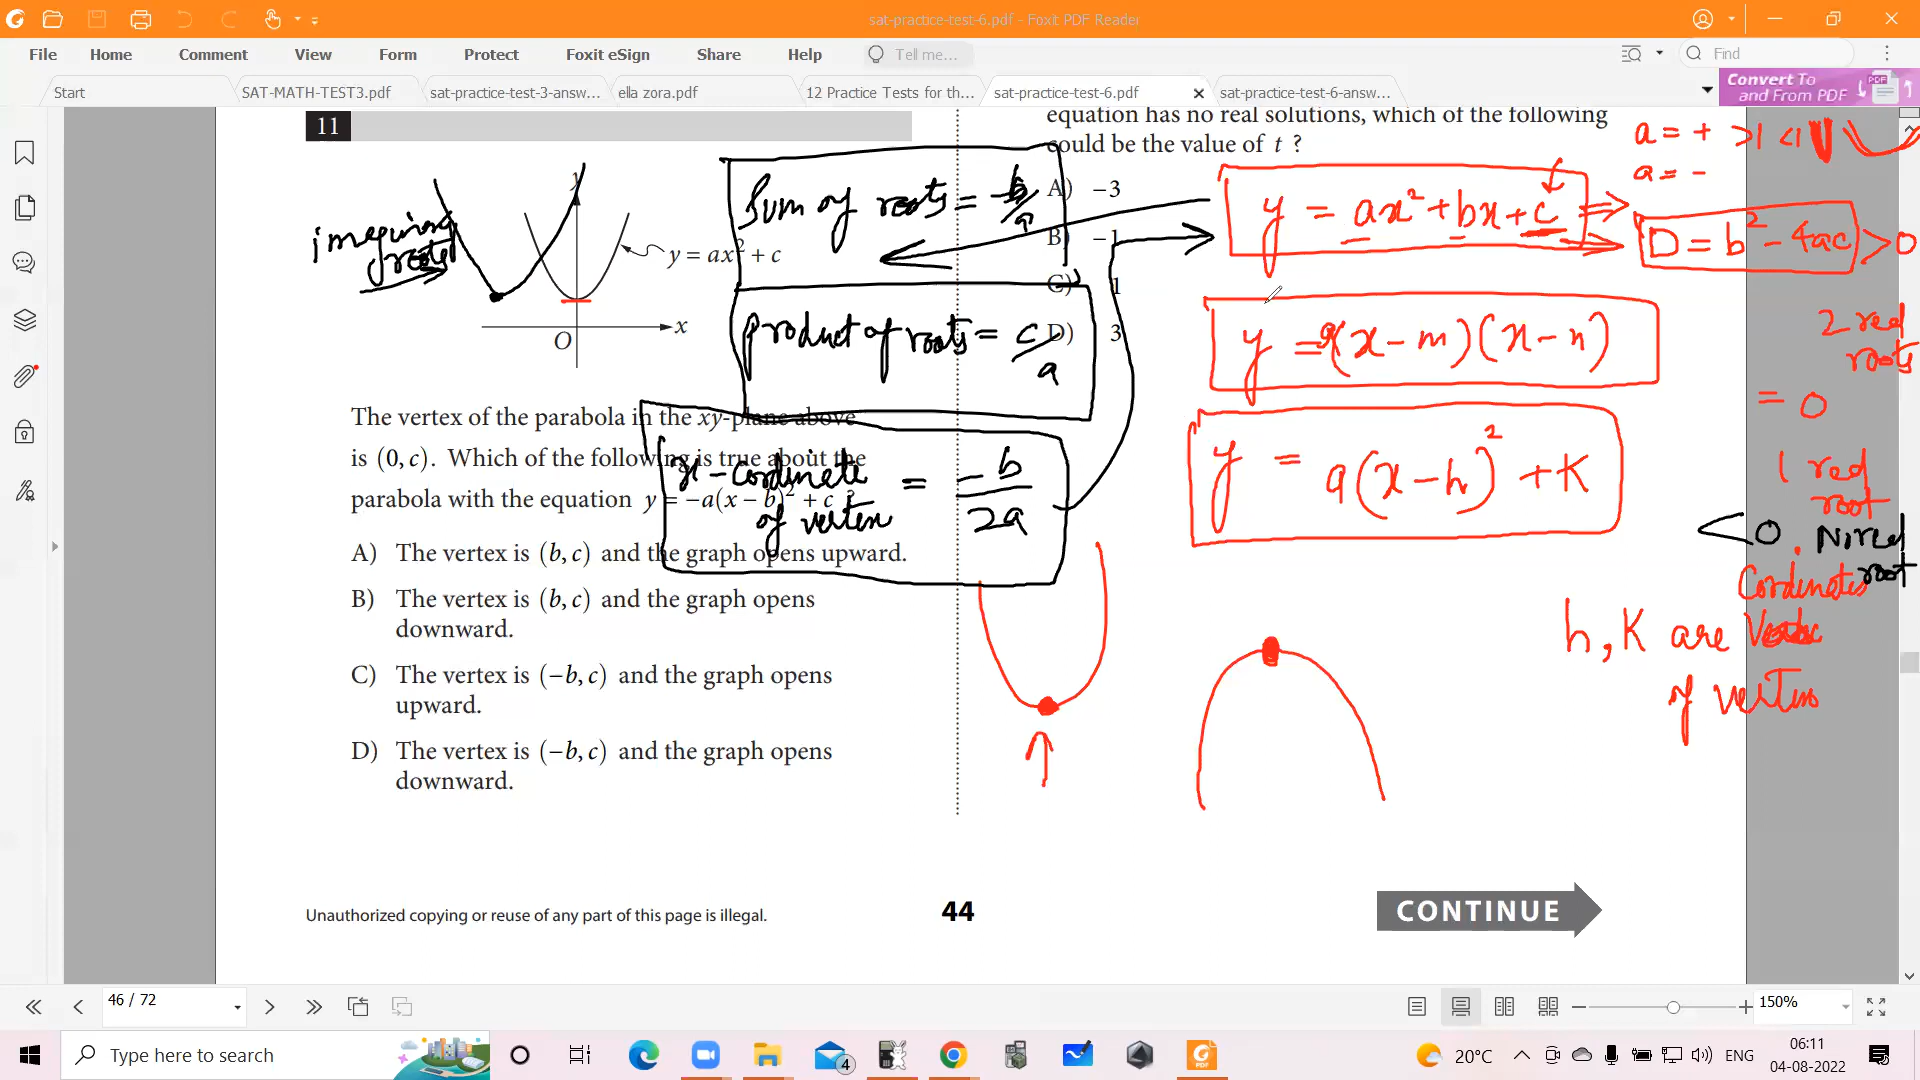 sat-practice-test-6.pdf - Foxit PDF Reader
File Home Comment View Form Protect Foxit eSign Share Help Tell me... Find
Start SAT-MATH-TEST3.pdf sat-practice-test-3-answ... ella zora.pdf 12 Practice Tests for th... sat-practice-test-6.pdf sat-practice-test-6-answ...
Convert To
and From PDF
PDF
11
y
y = ax² + c
O
x
imaginary
roots
The vertex of the parabola in the xy-plane above
is (0, c). Which of the following is true about the
parabola with the equation y = −a(x − b)² + c ?
A) The vertex is (b, c) and the graph opens upward.
B) The vertex is (b, c) and the graph opens
downward.
C) The vertex is (−b, c) and the graph opens
upward.
D) The vertex is (−b, c) and the graph opens
downward.
Sum of roots = -b/a
product of roots = c/a
x-cordinate
of vertex = -b/2a
equation has no real solutions, which of the following
could be the value of t ?
A) −3
B) −1
C) 1
D) 3
y = ax² + bx + c
y = a(x-m)(x-n)
y = a(x-h)² + K
a = + >1 <1
a = -
D = b² - 4ac > 0
2 real
roots
= 0
1 real
root
<0. No real
root
Cordinates
h, K are
of vertex
Unauthorized copying or reuse of any part of this page is illegal.
44
CONTINUE
46 / 72
150%
Type here to search
4
20°C
ENG
06:11
04-08-2022